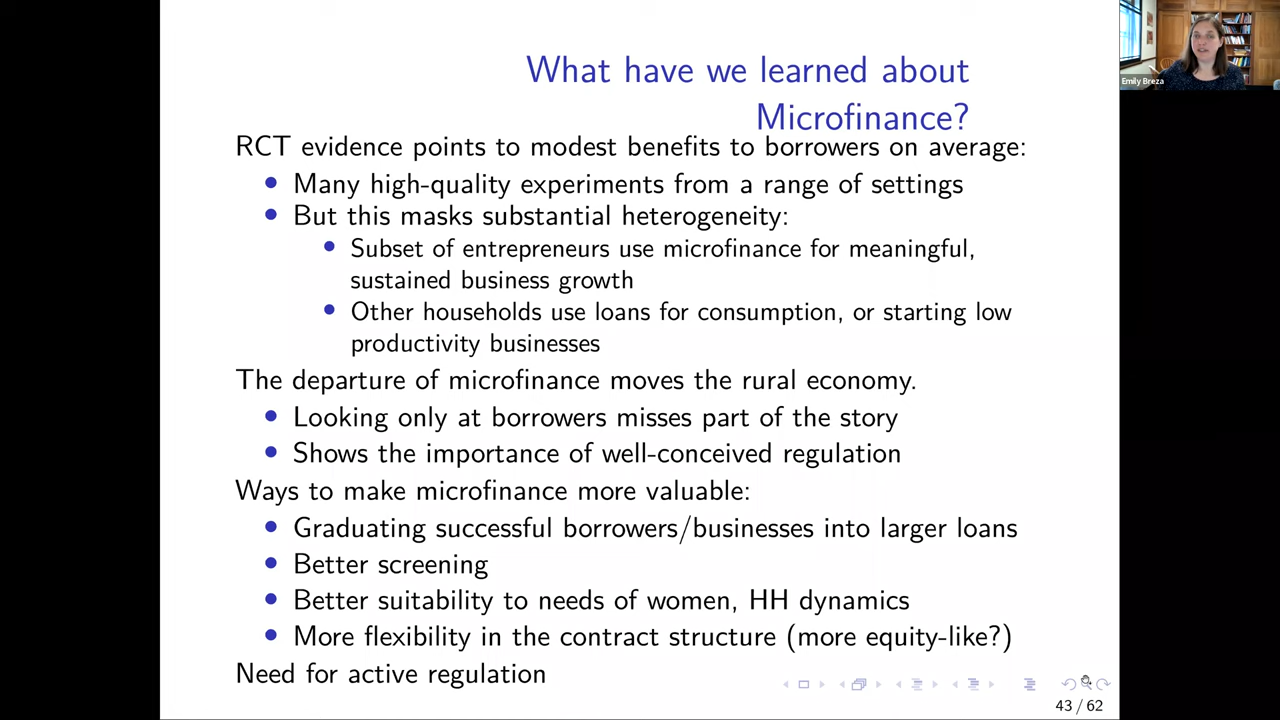 What have we learned about
Microfinance?
RCT evidence points to modest benefits to borrowers on average:
Many high-quality experiments from a range of settings
But this masks substantial heterogeneity:
Subset of entrepreneurs use microfinance for meaningful,
sustained business growth
Other households use loans for consumption, or starting low
productivity businesses
The departure of microfinance moves the rural economy.
Looking only at borrowers misses part of the story
Shows the importance of well-conceived regulation
Ways to make microfinance more valuable:
Graduating successful borrowers/businesses into larger loans
Better screening
Better suitability to needs of women, HH dynamics
More flexibility in the contract structure (more equity-like?)
Need for active regulation
43 / 62
Emily Breza